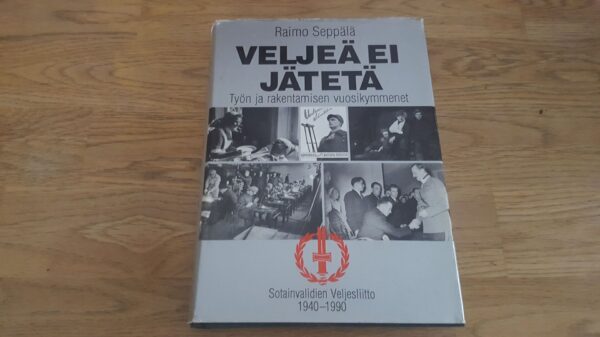 Raimo Seppälä
VELJEÄ EI
JÄTETÄ
Työn ja rakentamisen vuosikymmenet
Sotainvalidien Veljesliitto
1940–1990